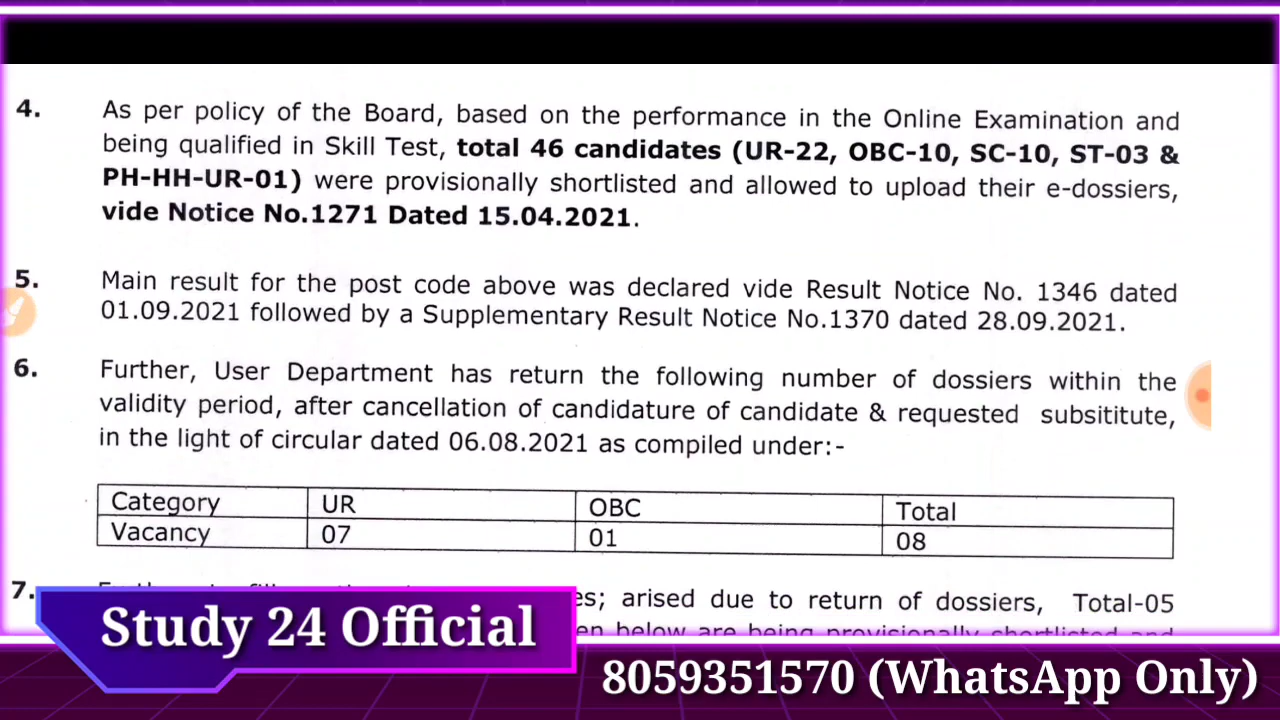 4. As per policy of the Board, based on the performance in the Online Examination and
being qualified in Skill Test, total 46 candidates (UR-22, OBC-10, SC-10, ST-03 &
PH-HH-UR-01) were provisionally shortlisted and allowed to upload their e-dossiers,
vide Notice No.1271 Dated 15.04.2021.
5. Main result for the post code above was declared vide Result Notice No. 1346 dated
01.09.2021 followed by a Supplementary Result Notice No.1370 dated 28.09.2021.
6. Further, User Department has return the following number of dossiers within the
validity period, after cancellation of candidature of candidate & requested subsititute,
in the light of circular dated 06.08.2021 as compiled under:-
Category UR OBC Total
Vacancy 07 01 08
7. arised due to return of dossiers, Total-05
below are being provisionally shortlisted and
Study 24 Official
8059351570 (WhatsApp Only)